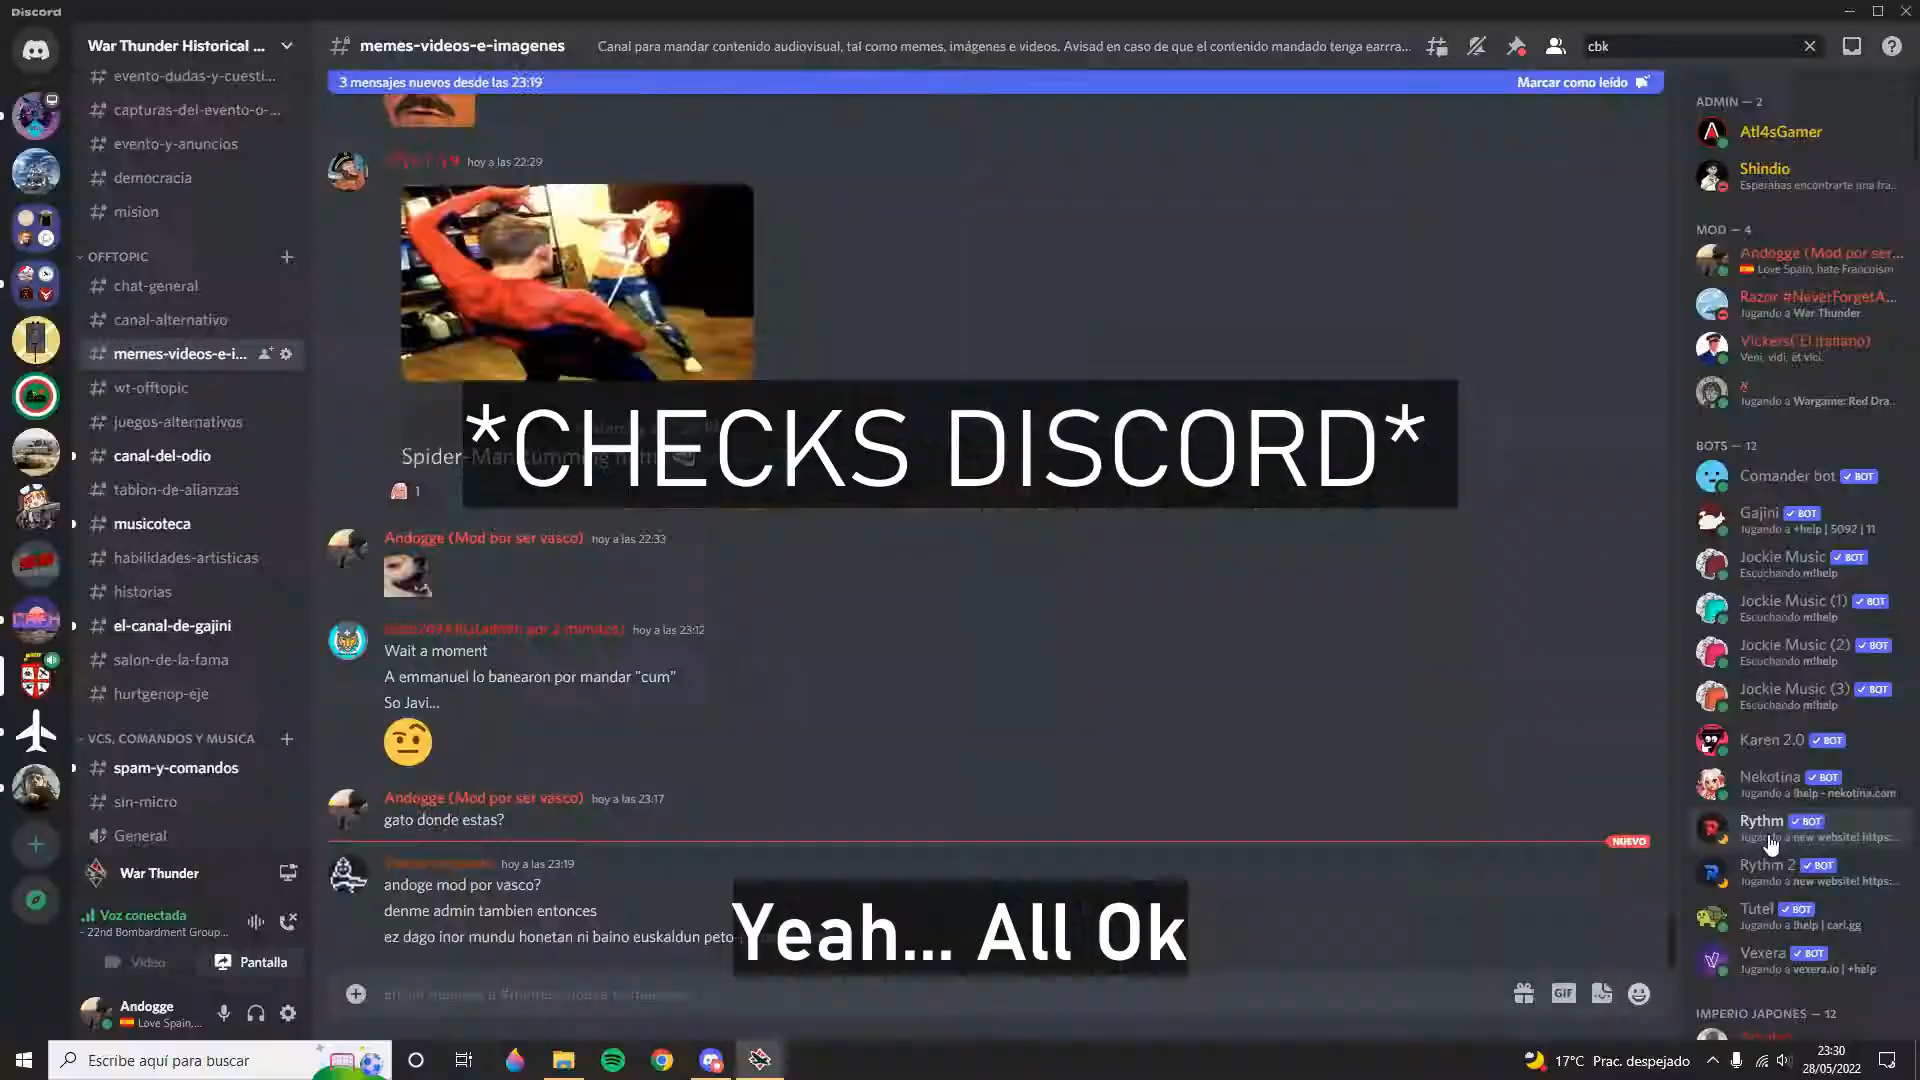 Discord
War Thunder Historical ...
memes-videos-e-imagenes
Canal para mandar contenido audiovisual, tal como memes, imágenes e videos. Avisad en caso de que el contenido mandado tenga earrra...
cbk
evento-dudas-y-cuesti...
capturas-del-evento-o-...
evento-y-anuncios
democracia
mision
OFFTOPIC
chat-general
canal-alternativo
memes-videos-e-i...
wt-offtopic
juegos-alternativos
canal-del-odio
tablon-de-alianzas
musicoteca
habilidades-artisticas
historias
el-canal-de-gajini
salon-de-la-fama
hurtgenop-eje
VCS, COMANDOS Y MUSICA
spam-y-comandos
sin-micro
General
War Thunder
Voz conectada
- 22nd Bombardment Group...
Video
Pantalla
Andogge
Love Spain,...
3 mensajes nuevos desde las 23:19
Marcar como leído
hoy a las 22:29
Spider-Man
*CHECKS DISCORD*
1
Andogge (Mod por ser vasco) hoy a las 22:33
hoy a las 23:12
Wait a moment
A emmanuel lo banearon por mandar "cum"
So Javi...
Andogge (Mod por ser vasco) hoy a las 23:17
gato donde estas?
NUEVO
hoy a las 23:19
andoge mod por vasco?
denme admin tambien entonces
ez dago inor mundu honetan ni baino euskaldun peto
Yeah... All Ok
GIF
ADMIN — 2
Atl4sGamer
Shindio
Esperabas encontrarte una fra...
MOD — 4
Andogge (Mod por ser...
Love Spain, hate Francuism
Razor #NeverForgetA...
Jugando a War Thunder
Vickers( El Italiano)
Veni, vidi, et vici.
א
Jugando a Wargame: Red Dra...
BOTS — 12
Comander bot BOT
Gajini BOT
Jugando a +help | 5092 | 11
Jockie Music BOT
Escuchando m!help
Jockie Music (1) BOT
Escuchando m!help
Jockie Music (2) BOT
Escuchando m!help
Jockie Music (3) BOT
Escuchando m!help
Karen 2.0 BOT
Nekotina BOT
Jugando a !help - nekotina.com
Rythm BOT
Jugando a new website! https:...
Rythm 2 BOT
Jugando a new website! https:...
Tutel BOT
Jugando a !help | carl.gg
Vexera BOT
Jugando a vexera.io | +help
IMPERIO JAPONES — 12
Escribe aquí para buscar
17°C Prac. despejado
23:30
28/05/2022